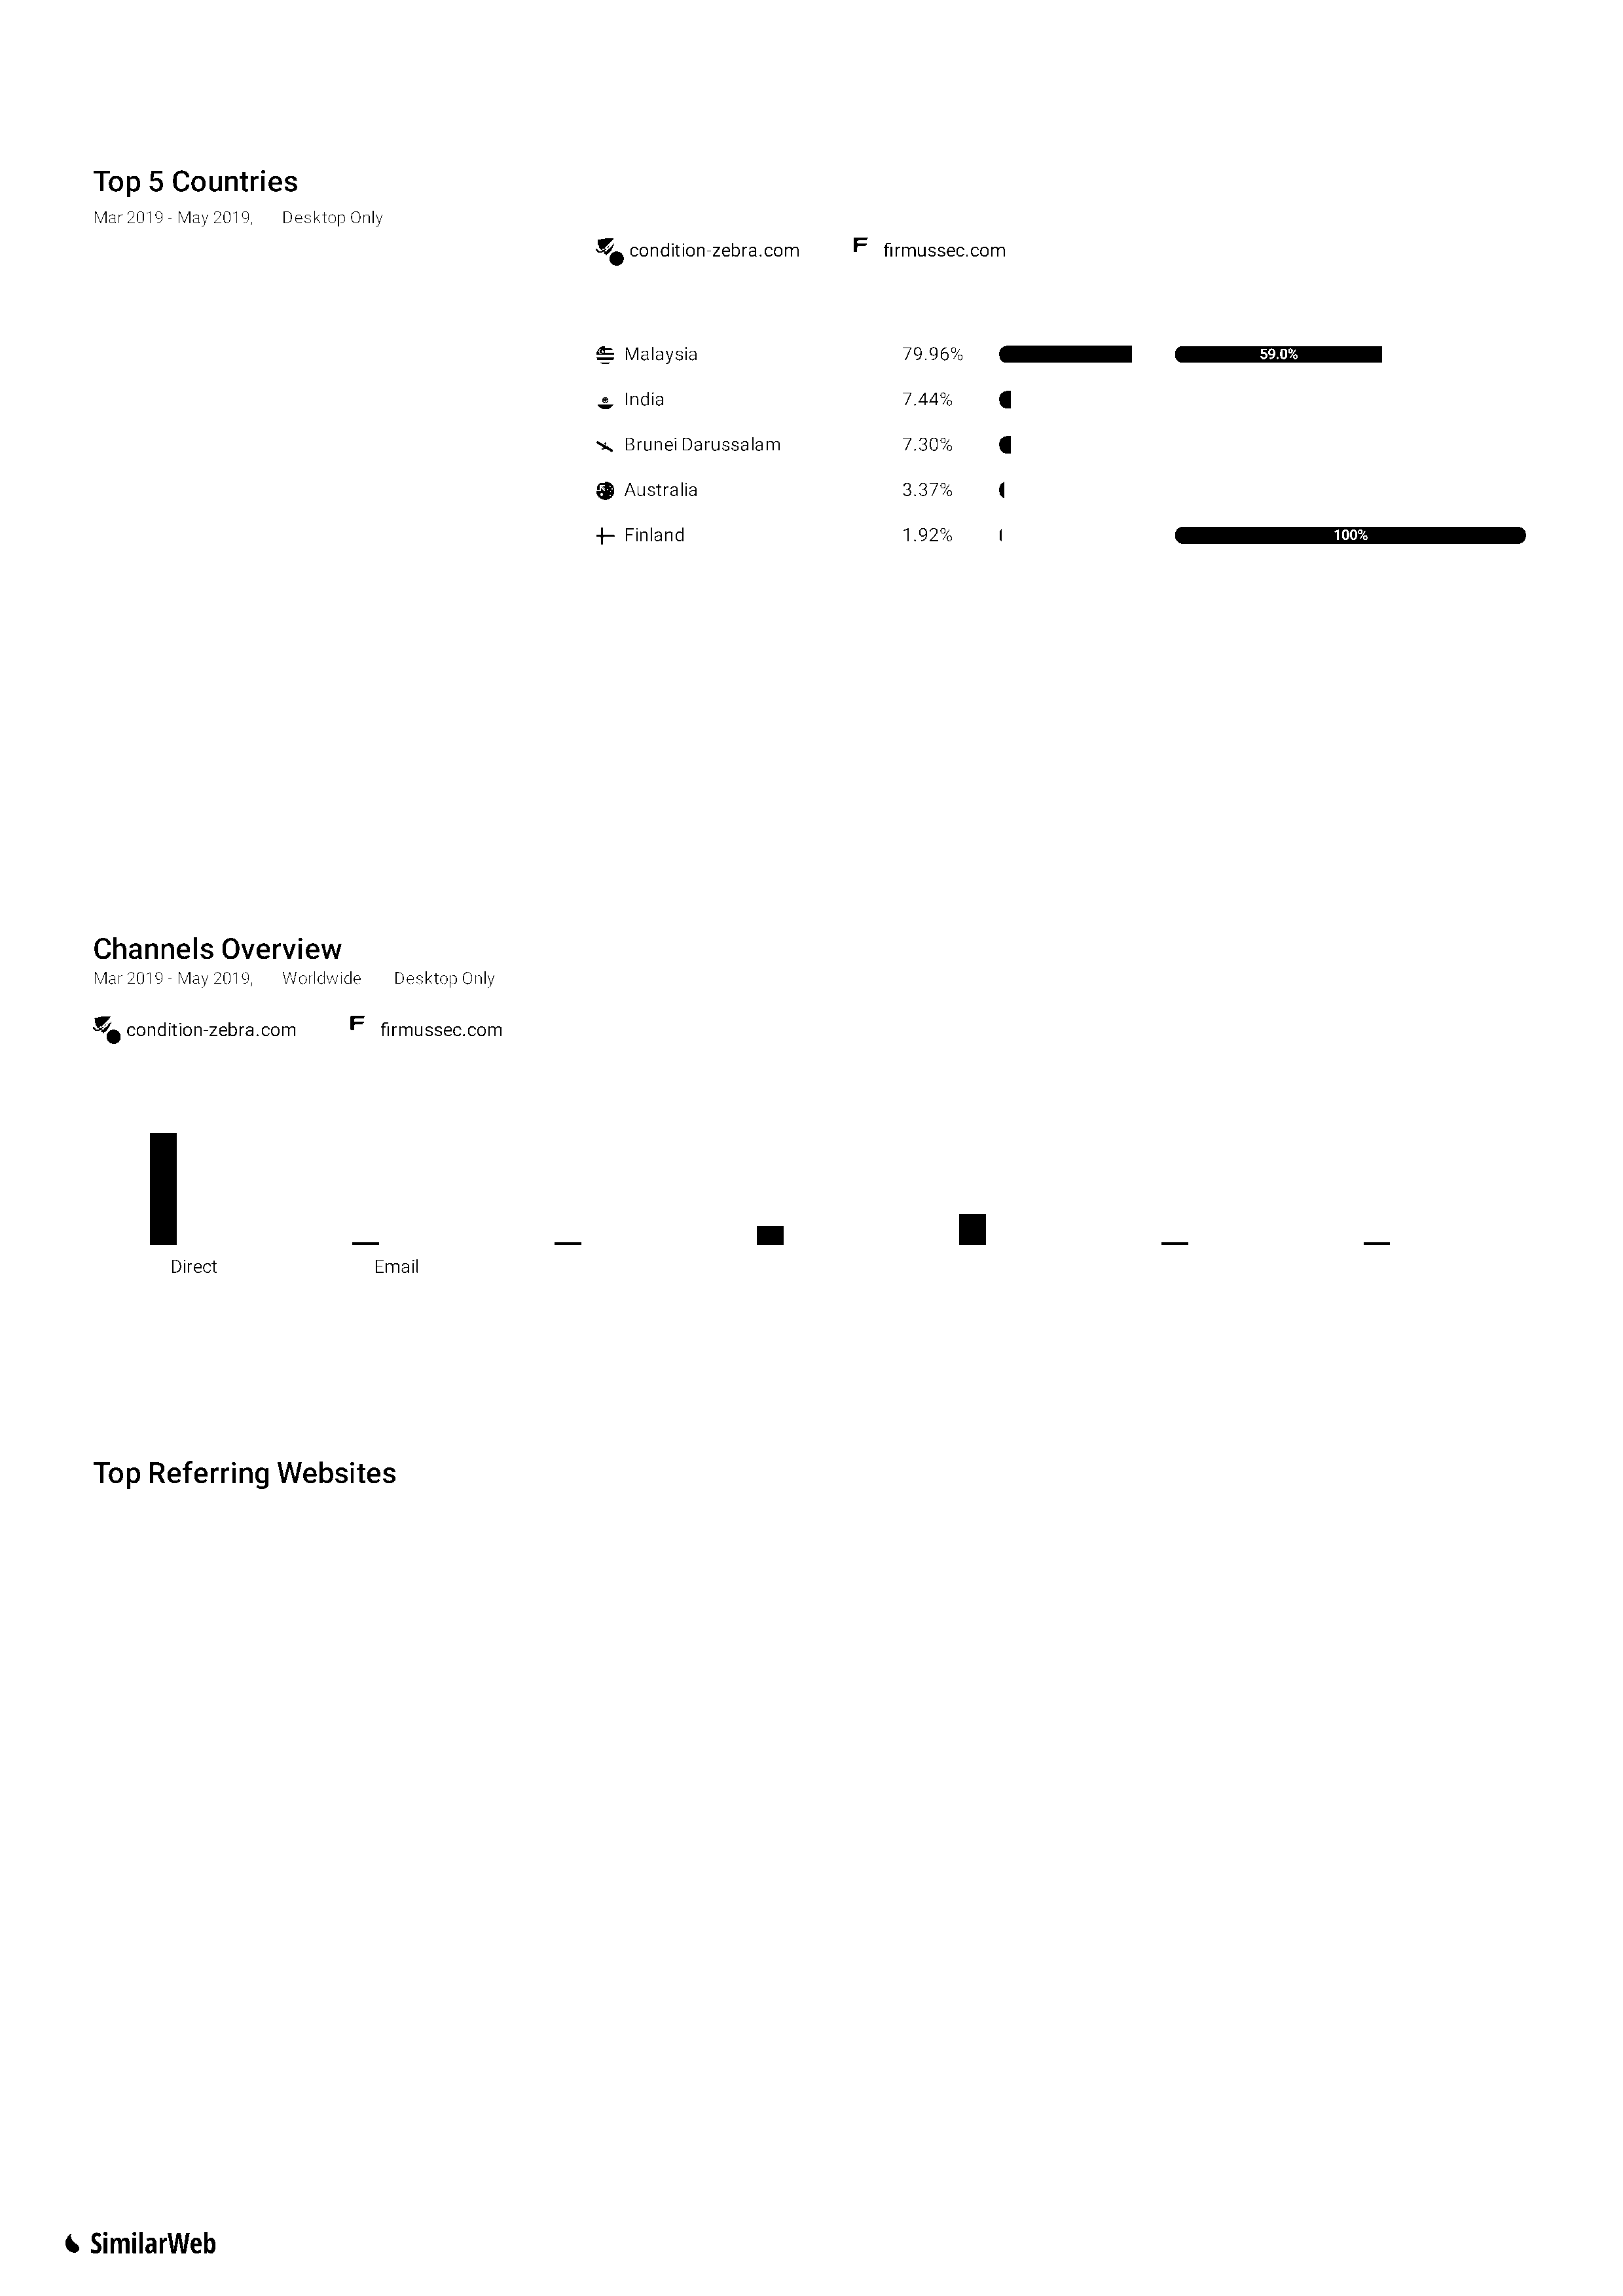 Top 5 Countries
Mar 2019 - May 2019, Desktop Only
condition-zebra.com firmussec.com
Malaysia 79.96% 59.0%
India 7.44%
Brunei Darussalam 7.30%
Australia 3.37%
Finland 1.92% 100%
Channels Overview
Mar 2019 - May 2019, Worldwide Desktop Only
condition-zebra.com firmussec.com
Direct Email
Top Referring Websites
SimilarWeb